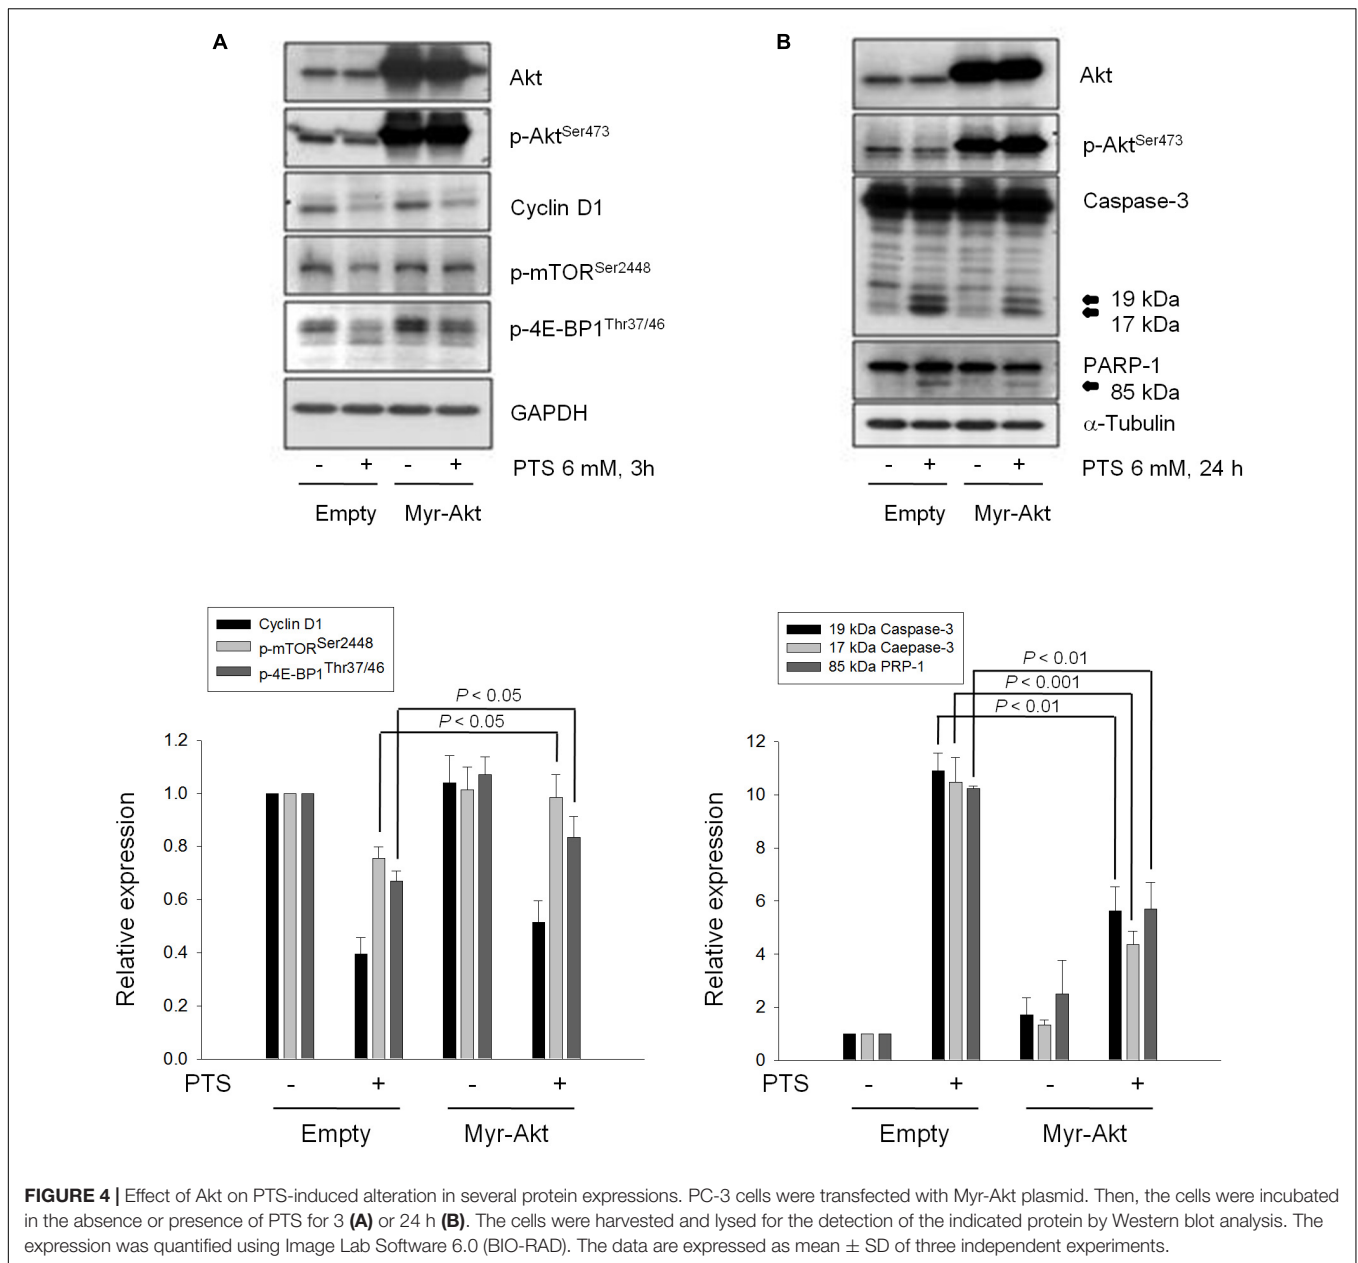 A
Akt
p-AktSer473
Cyclin D1
p-mTORSer2448
p-4E-BP1Thr37/46
GAPDH
- + - + PTS 6 mM, 3h
Empty Myr-Akt
B
Akt
p-AktSer473
Caspase-3
19 kDa
17 kDa
PARP-1
85 kDa
α-Tubulin
- + - + PTS 6 mM, 24 h
Empty Myr-Akt
Cyclin D1
p-mTORSer2448
p-4E-BP1Thr37/46
P < 0.05
P < 0.05
1.2
1.0
0.8
0.6
0.4
0.2
0.0
Relative expression
PTS - + - +
Empty Myr-Akt
19 kDa Caspase-3
17 kDa Caepase-3
85 kDa PRP-1
P < 0.01
P < 0.001
P < 0.01
12
10
8
6
4
2
0
Relative expression
PTS - + - +
Empty Myr-Akt
FIGURE 4 | Effect of Akt on PTS-induced alteration in several protein expressions. PC-3 cells were transfected with Myr-Akt plasmid. Then, the cells were incubated
in the absence or presence of PTS for 3 (A) or 24 h (B). The cells were harvested and lysed for the detection of the indicated protein by Western blot analysis. The
expression was quantified using Image Lab Software 6.0 (BIO-RAD). The data are expressed as mean ± SD of three independent experiments.